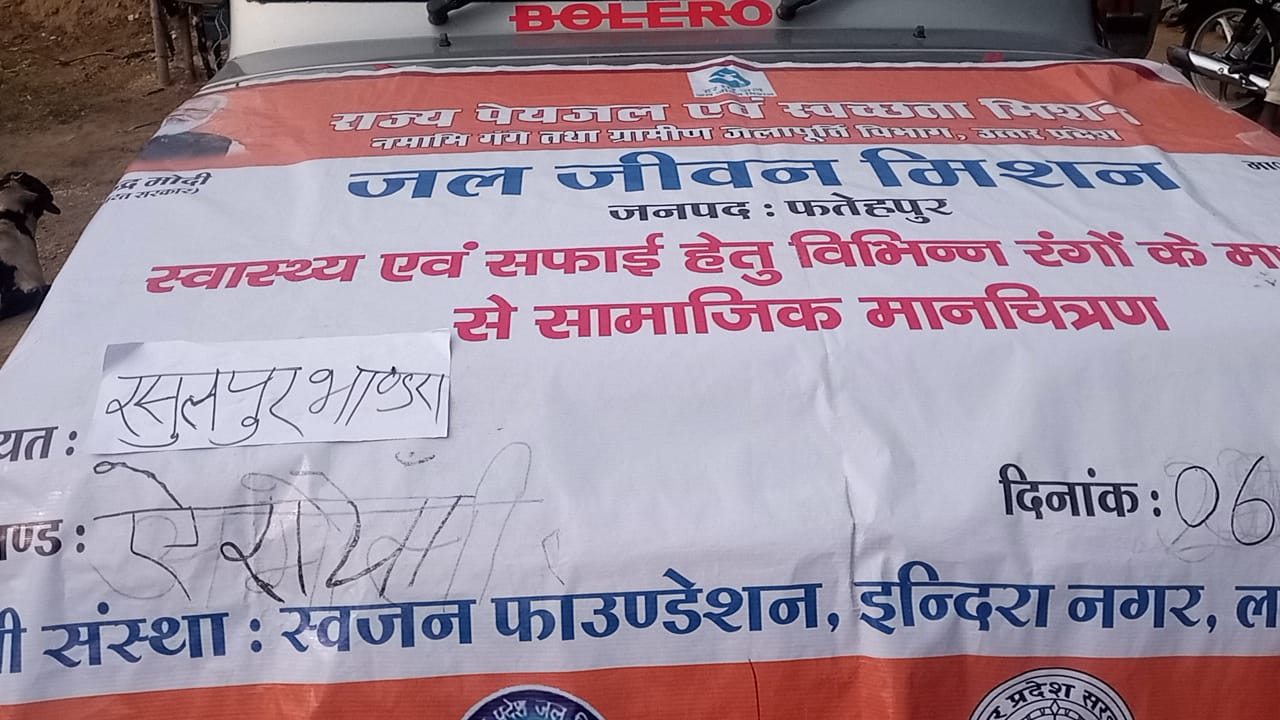 BOLERO
राज्य पेयजल एवं स्वच्छता मिशन
नमामि गंगे तथा ग्रामीण जलापूर्ति विभाग, उत्तर प्रदेश
जल जीवन मिशन
जनपद : फतेहपुर
स्वास्थ्य एवं सफाई हेतु विभिन्न रंगों के
से सामाजिक मानचित्रण
रसुलपुर भाण्डरा
दिनांक : 06
संस्था : स्वजन फाउण्डेशन, इन्दिरा नगर,